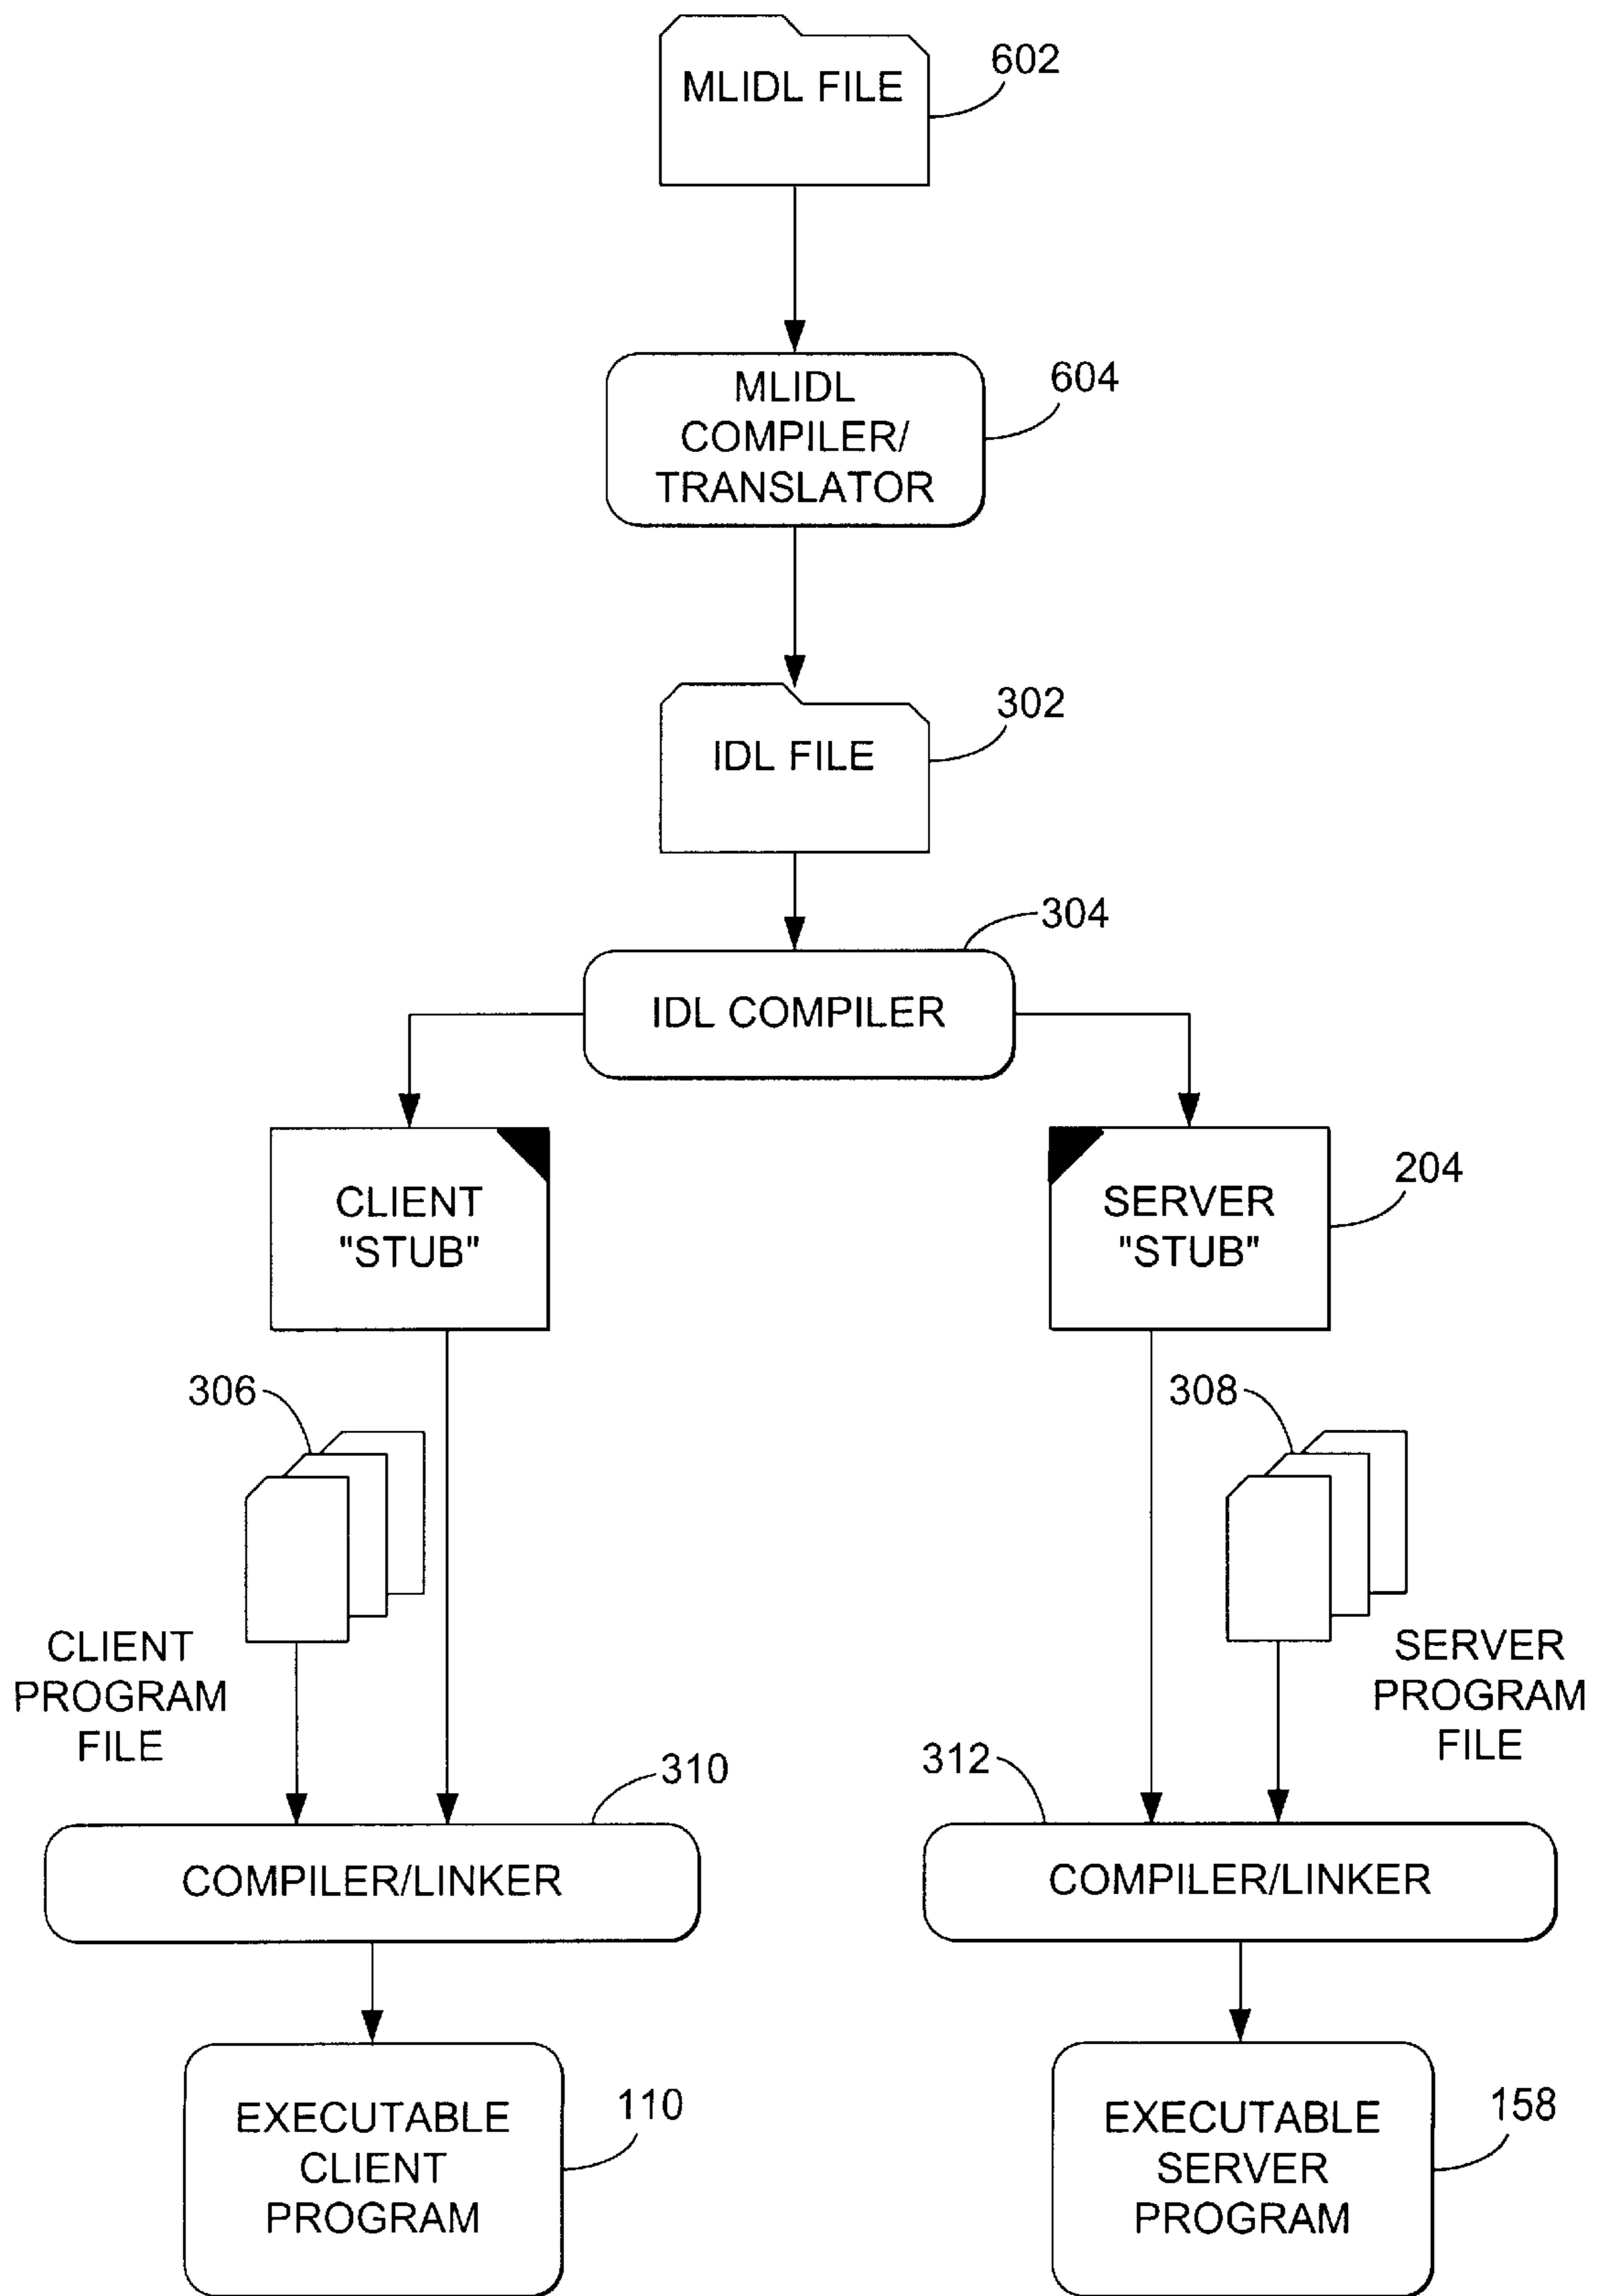 MLIDL FILE
602
MLIDL
COMPILER/
TRANSLATOR
604
IDL FILE
302
304
IDL COMPILER
CLIENT
"STUB"
SERVER
"STUB"
204
306
308
CLIENT
PROGRAM
FILE
SERVER
PROGRAM
FILE
310
312
COMPILER/LINKER
COMPILER/LINKER
EXECUTABLE
CLIENT
PROGRAM
110
EXECUTABLE
SERVER
PROGRAM
158